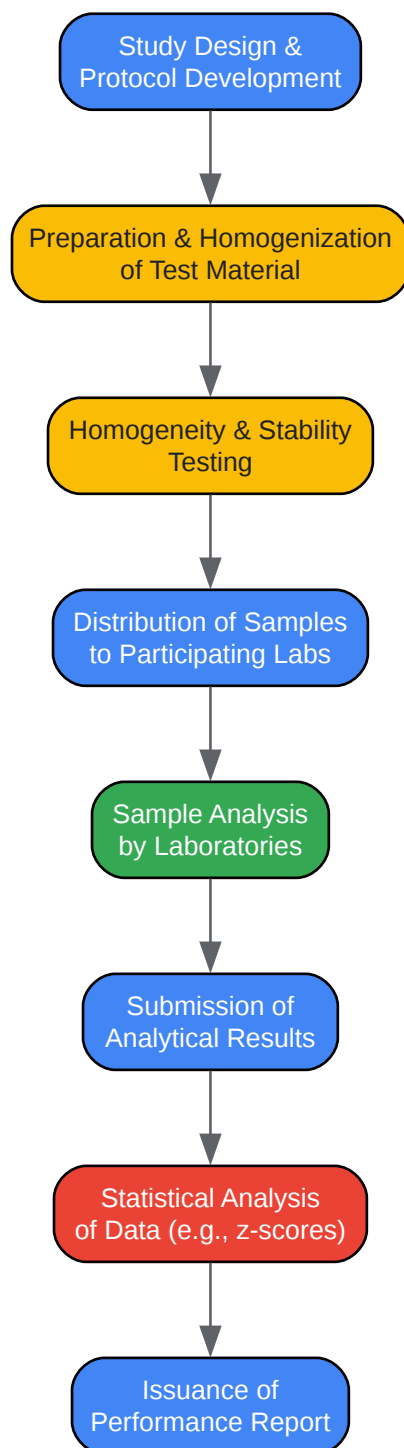 Study Design &
Protocol Development
Preparation & Homogenization
of Test Material
Homogeneity & Stability
Testing
Distribution of Samples
to Participating Labs
Sample Analysis
by Laboratories
Submission of
Analytical Results
Statistical Analysis
of Data (e.g., z-scores)
Issuance of
Performance Report